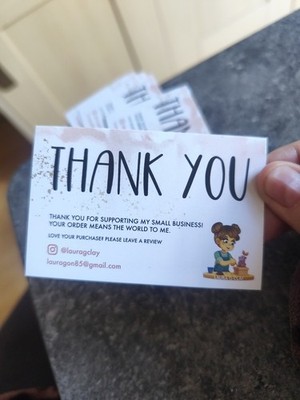 THANK YOU
THANK YOU FOR SUPPORTING MY SMALL BUSINESS!
YOUR ORDER MEANS THE WORLD TO ME.
LOVE YOUR PURCHASE? PLEASE LEAVE A REVIEW
@lauragclay
lauragon85@gmail.com